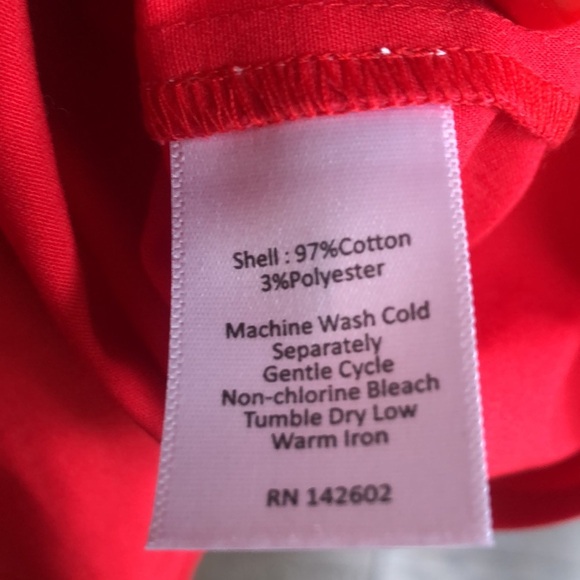 Shell : 97%Cotton
3%Polyester
Machine Wash Cold
Separately
Gentle Cycle
Non-chlorine Bleach
Tumble Dry Low
Warm Iron
RN 142602